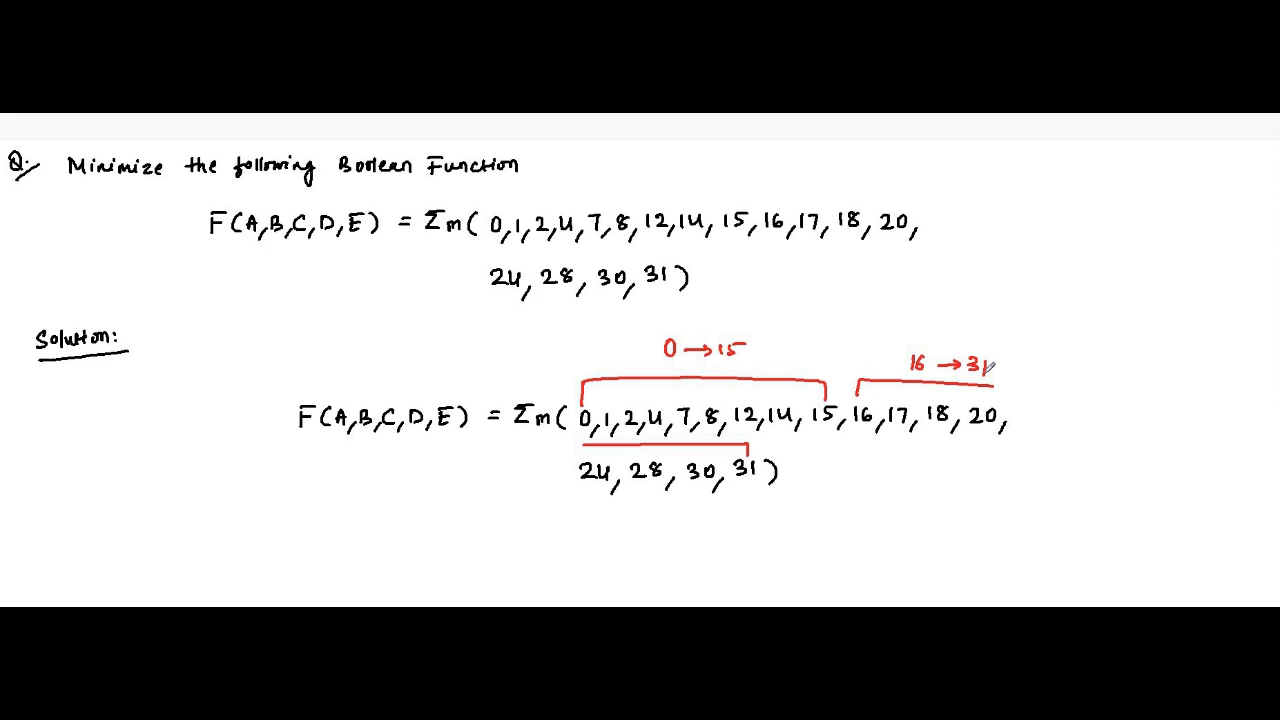 Q. Minimize the following Boolean Function
F(A,B,C,D,E) = Σm( 0,1,2,4,7,8,12,14,15,16,17,18,20,
24,28,30,31)
Solution:
0→15
16→31
F(A,B,C,D,E) = Σm( 0,1,2,4,7,8,12,14,15,16,17,18,20,
24,28,30,31)